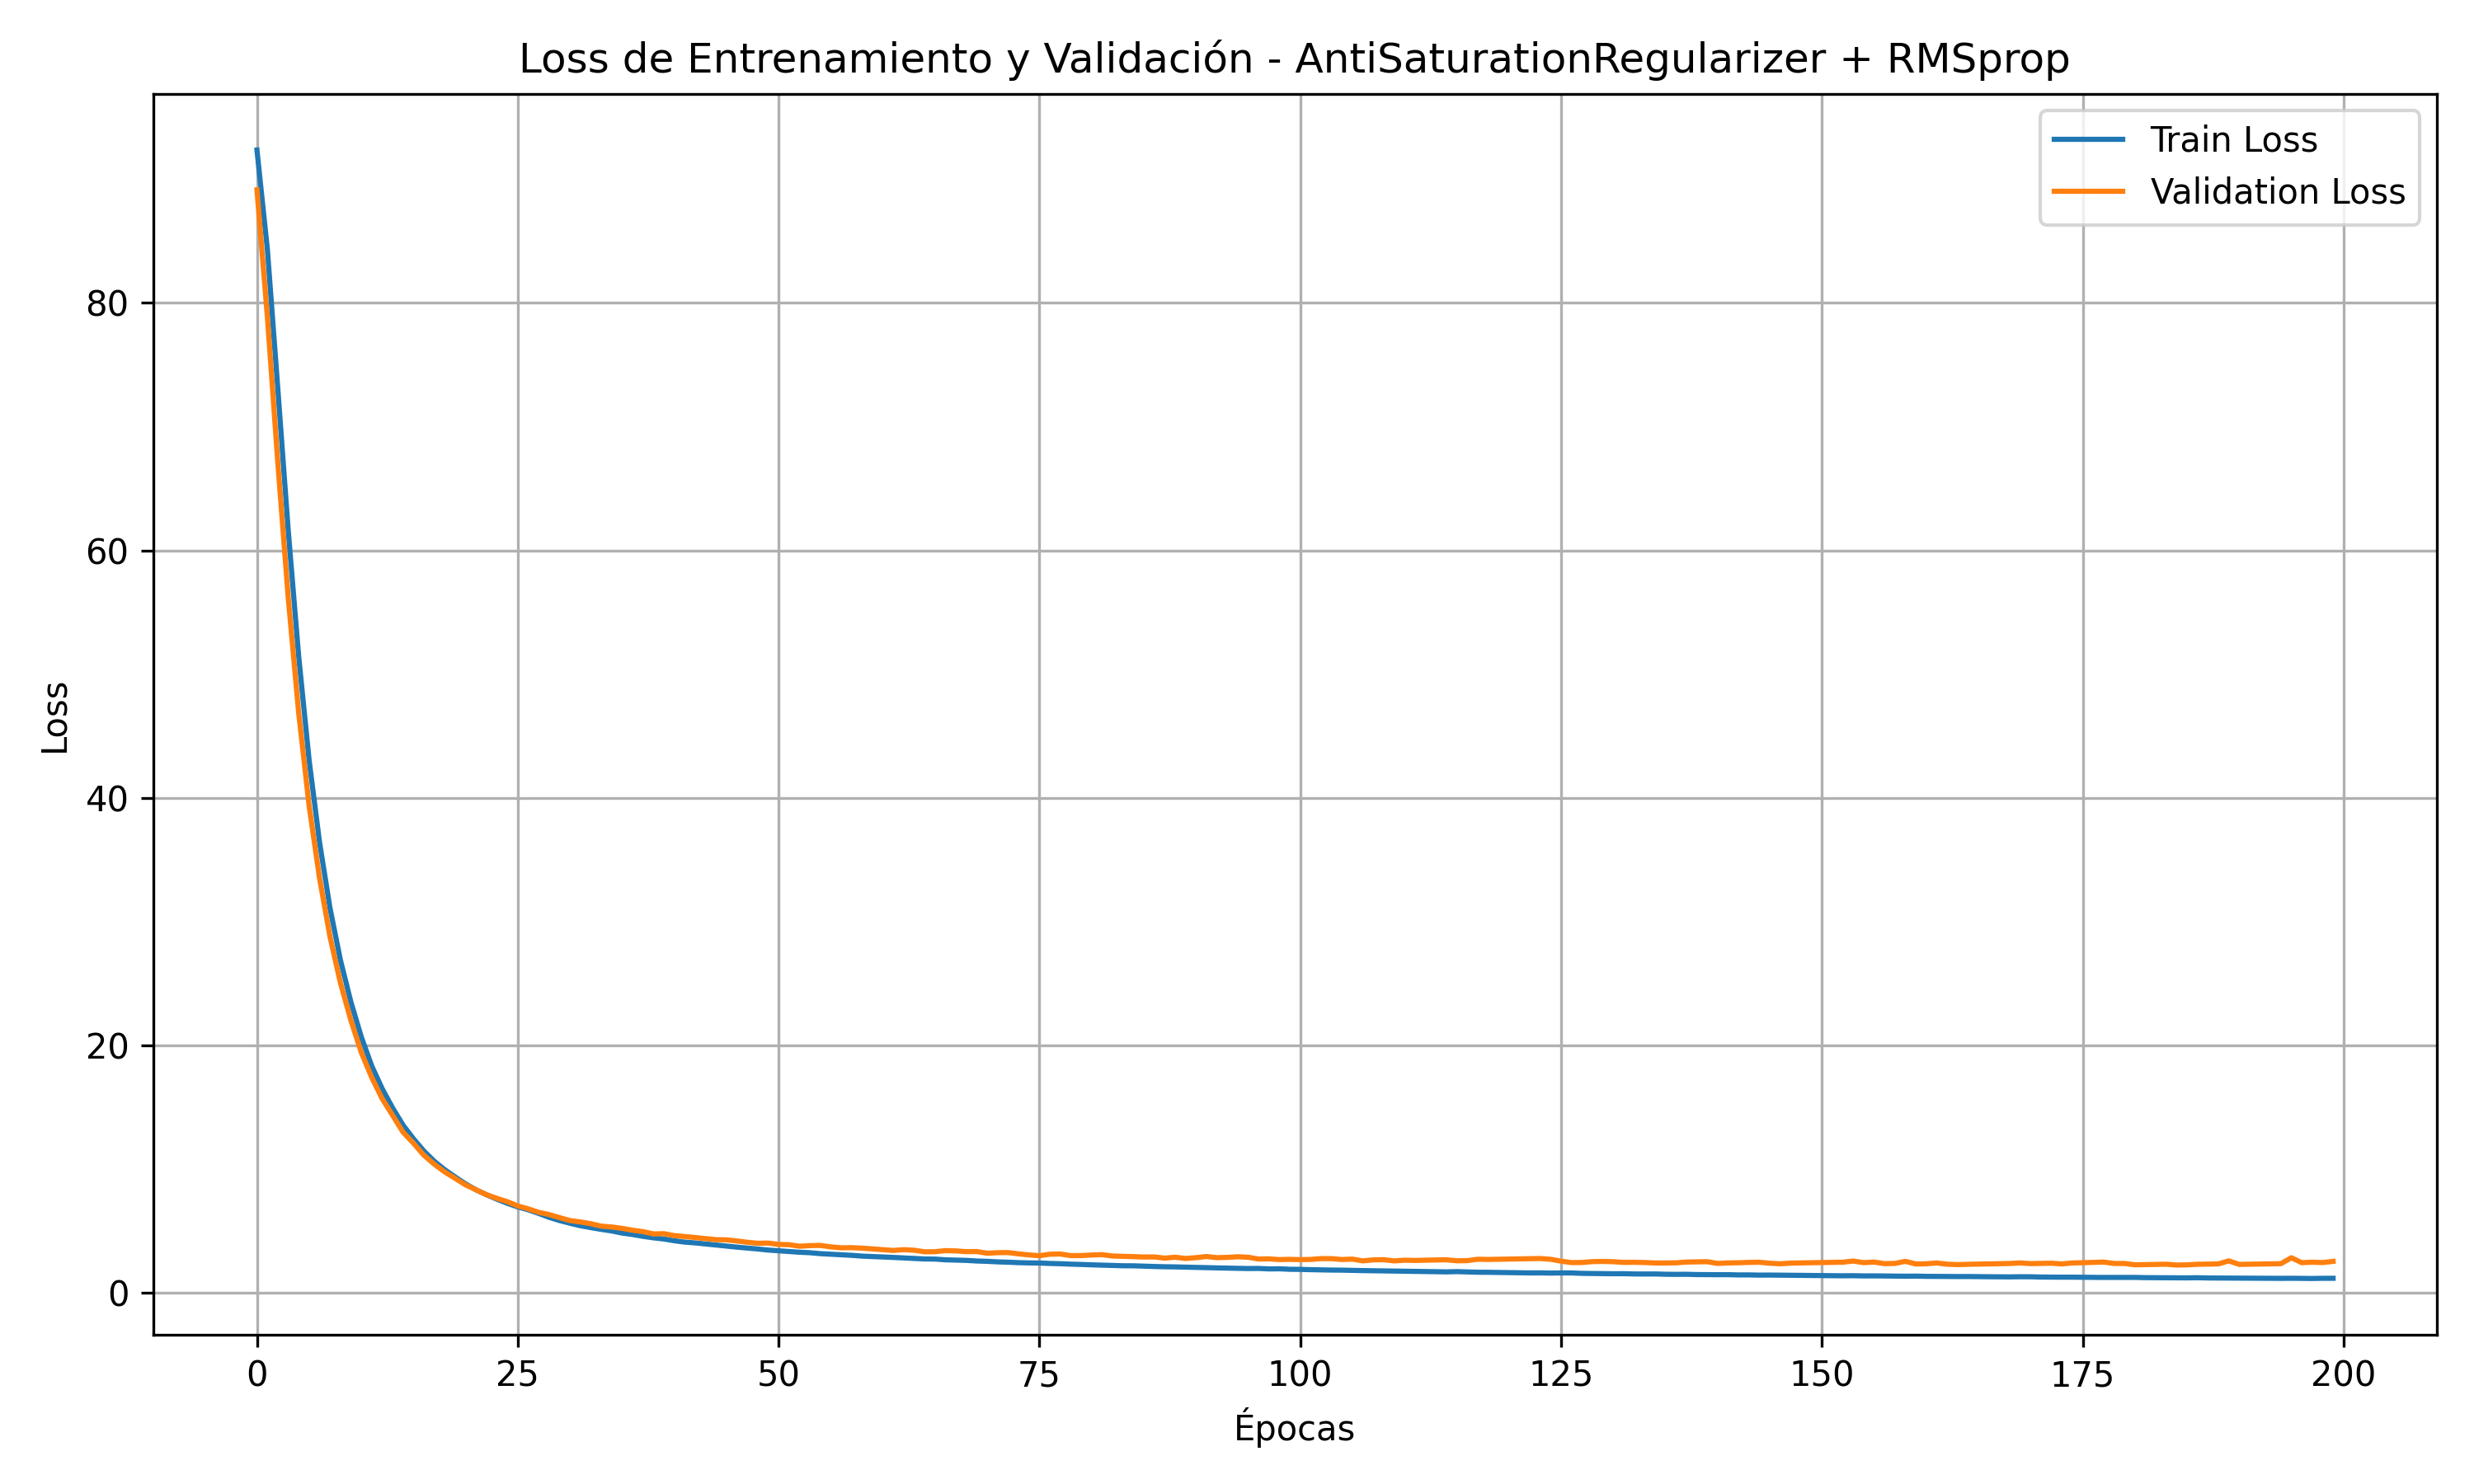 Loss de Entrenamiento y Validación - AntiSaturationRegularizer + RMSprop
Train Loss
Validation Loss
80
60
40
20
0
Loss
0 25 50 75 100 125 150 175 200
Épocas